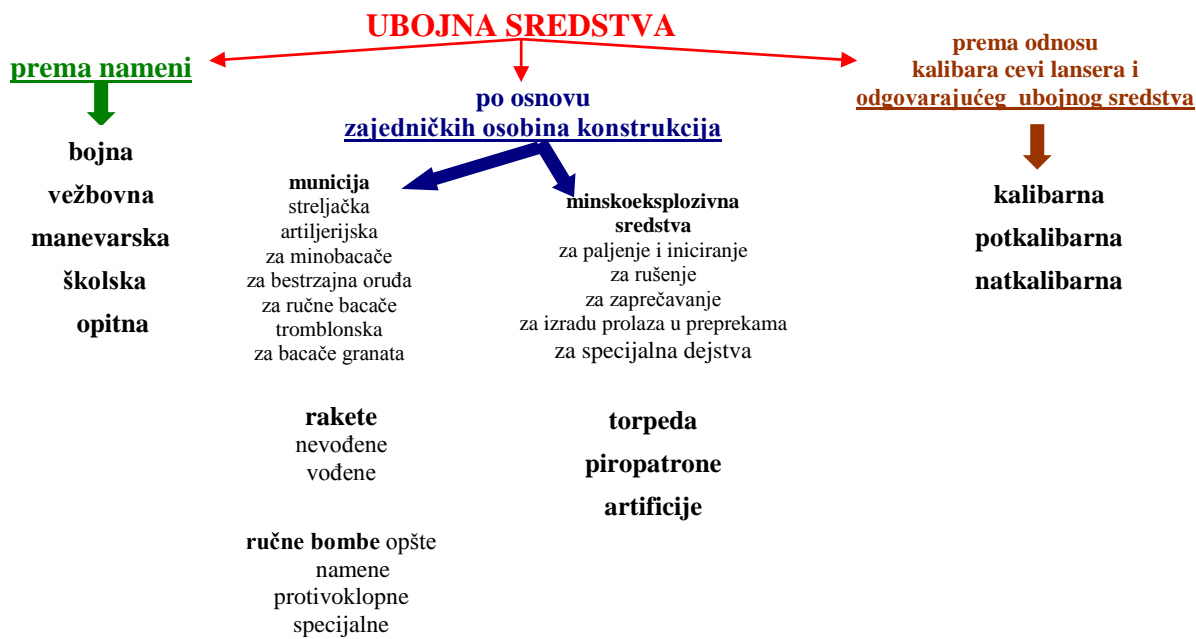 UBOJNA SREDSTVA
prema nameni
bojna
vežbovna
manevarska
školska
opitna
po osnovu
zajedničkih osobina konstrukcija
municija
streljačka
artiljerijska
za minobacače
za bestrzajna oruđa
za ručne bacače
tromblonska
za bacače granata
rakete
nevođene
vođene
ručne bombe opšte
namene
protivoklopne
specijalne
minskoeksplozivna
sredstva
za paljenje i iniciranje
za rušenje
za zaprečavanje
za izradu prolaza u preprekama
za specijalna dejstva
torpeda
piropatrone
artificije
prema odnosu
kalibara cevi lansera i
odgovarajućeg ubojnog sredstva
kalibarna
potkalibarna
natkalibarna